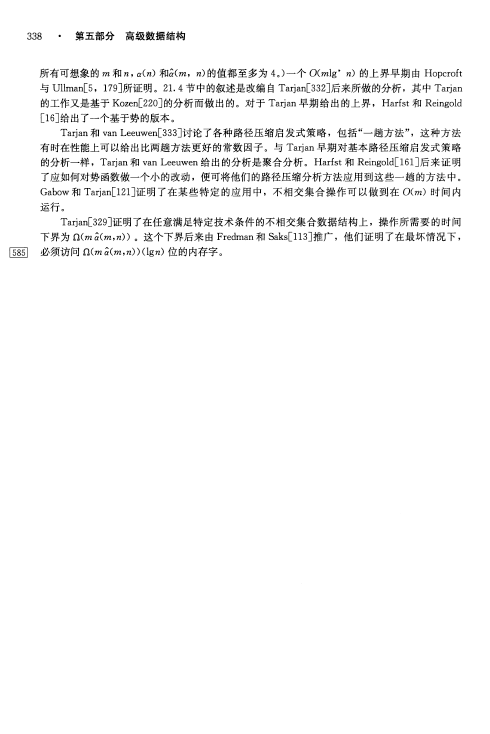 338 · 第五部分 高级数据结构
所有可想象的 m 和 n，α(n) 和α̂(m，n)的值都至多为 4。)一个 O(mlg* n) 的上界早期由 Hopcroft
与 Ullman[5，179]所证明。21.4 节中的叙述是改编自 Tarjan[332]后来所做的分析，其中 Tarjan
的工作又是基于 Kozen[220]的分析而做出的。对于 Tarjan 早期给出的上界，Harfst 和 Reingold
[16]给出了一个基于势的版本。
Tarjan 和 van Leeuwen[333]讨论了各种路径压缩启发式策略，包括“一趟方法”，这种方法
有时在性能上可以给出比两趟方法更好的常数因子。与 Tarjan 早期对基本路径压缩启发式策略
的分析一样，Tarjan 和 van Leeuwen 给出的分析是聚合分析。Harfst 和 Reingold[161]后来证明
了应如何对势函数做一个小的改动，便可将他们的路径压缩分析方法应用到这些一趟的方法中。
Gabow 和 Tarjan[121]证明了在某些特定的应用中，不相交集合操作可以做到在 O(m) 时间内
运行。
Tarjan[329]证明了在任意满足特定技术条件的不相交集合数据结构上，操作所需要的时间
下界为 Ω(m α̂(m,n)) 。这个下界后来由 Fredman 和 Saks[113]推广，他们证明了在最坏情况下，
585 必须访问 Ω(m α̂(m,n))(lgn) 位的内存字。